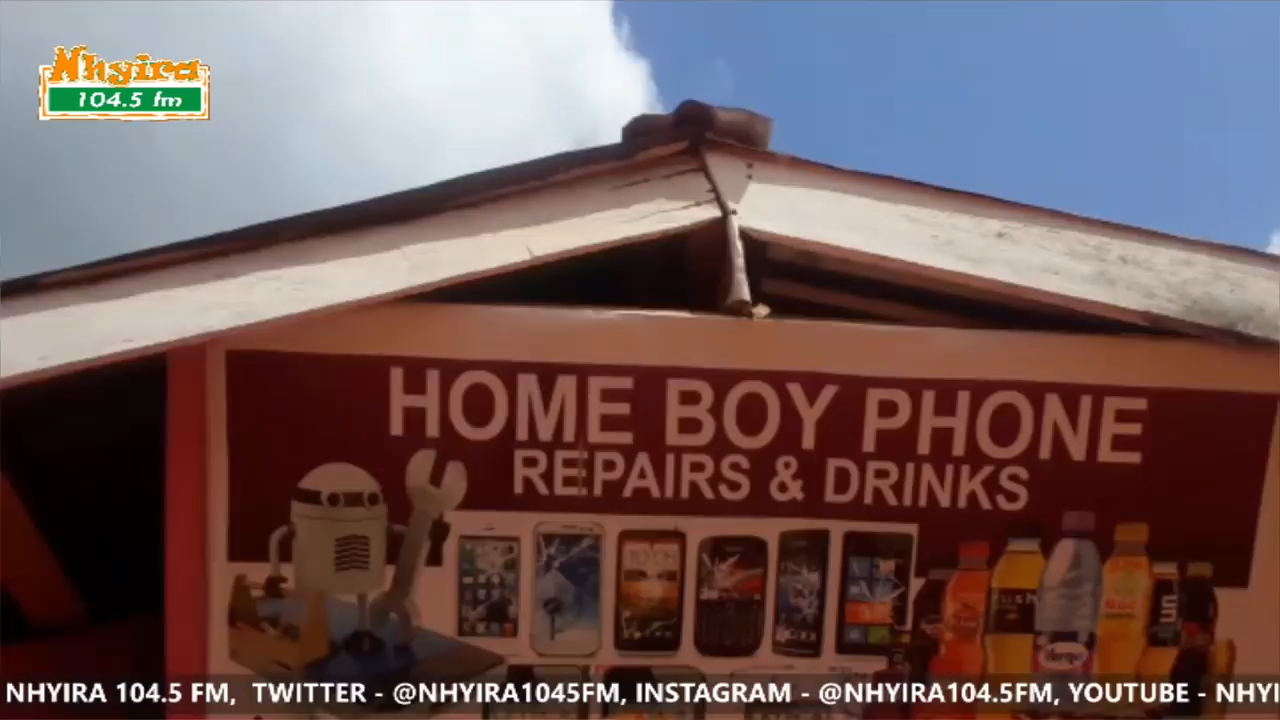 Nhyira
104.5 fm
HOME BOY PHONE
REPAIRS & DRINKS
NHYIRA 104.5 FM, TWITTER - @NHYIRA1045FM, INSTAGRAM - @NHYIRA104.5FM, YOUTUBE - NHYI